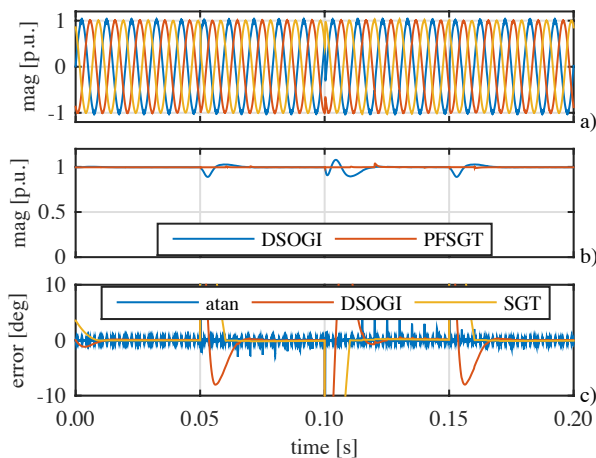 mag [p.u.]
1
0
-1
a)
mag [p.u.]
1
0.5
0
DSOGI PFSGT
b)
error [deg]
10
0
-10
atan DSOGI SGT
c)
0.00 0.05 0.10 0.15 0.20
time [s]